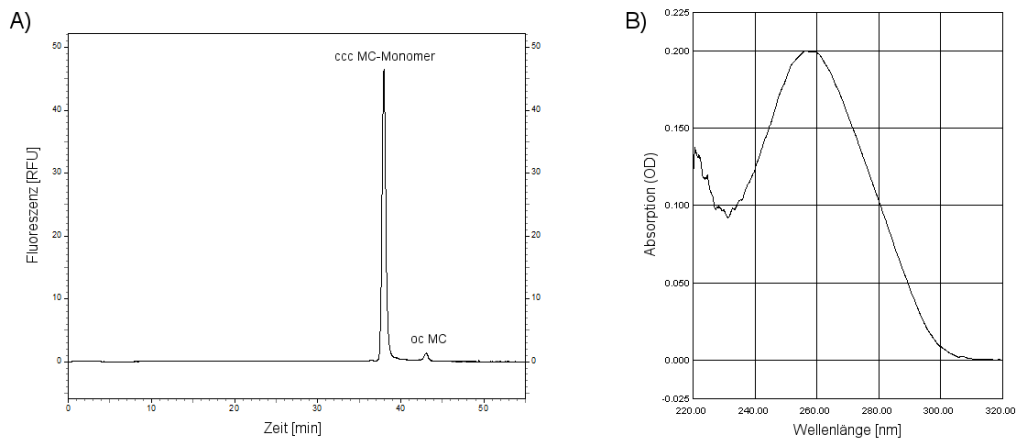 A)
50
40
30
20
10
0
Fluoreszenz [RFU]
ccc MC-Monomer
oc MC
50
40
30
20
10
0
0 10 20 30 40 50
Zeit [min]
B)
0.225
0.200
0.150
0.100
0.050
0.000
-0.025
Absorption (OD)
220.00 240.00 260.00 280.00 300.00 320.00
Wellenlänge [nm]